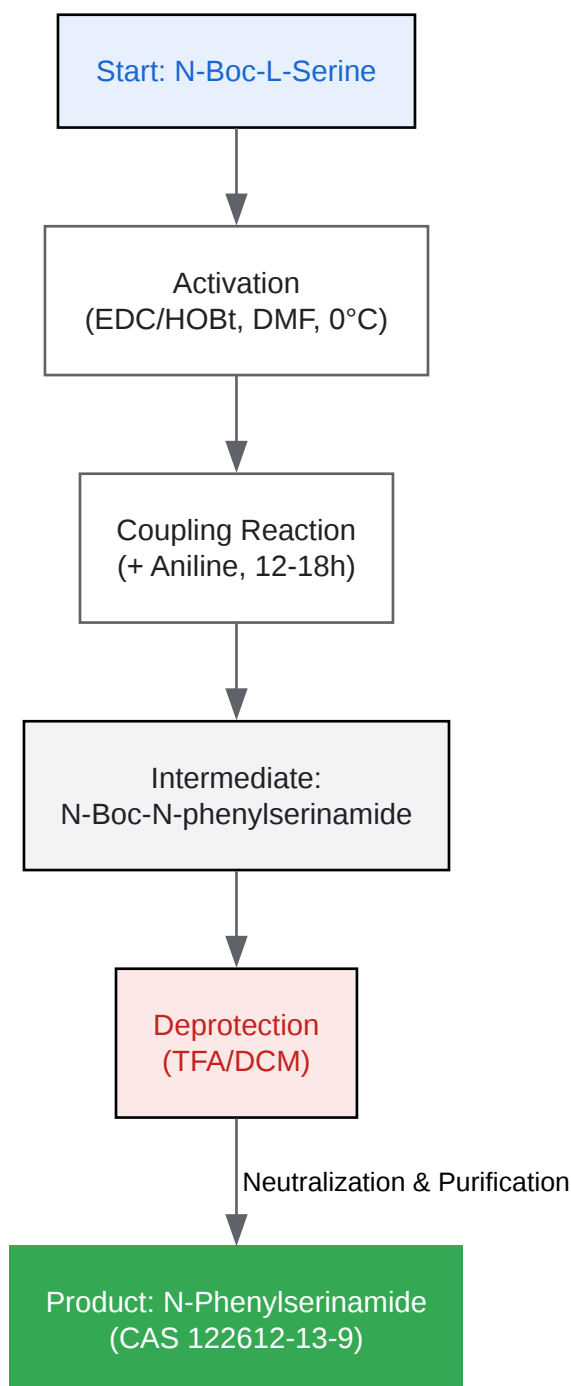 Start: N-Boc-L-Serine
Activation
(EDC/HOBt, DMF, 0°C)
Coupling Reaction
(+ Aniline, 12-18h)
Intermediate:
N-Boc-N-phenylserinamide
Deprotection
(TFA/DCM)
Neutralization & Purification
Product: N-Phenylserinamide
(CAS 122612-13-9)